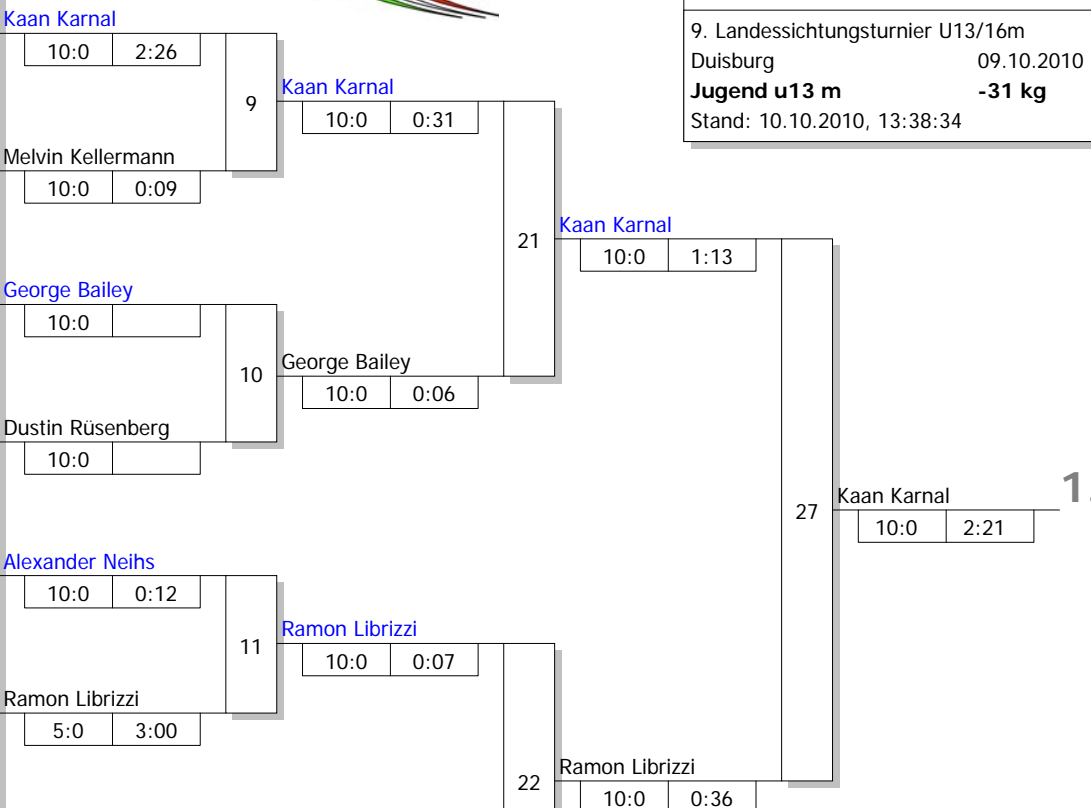 Kaan Karnal
10:0 2:26
9. Landessichtungsturnier U13/16m
Duisburg 09.10.2010
Jugend u13 m -31 kg
Stand: 10.10.2010, 13:38:34
9
Kaan Karnal
10:0 0:31
Melvin Kellermann
10:0 0:09
21
Kaan Karnal
10:0 1:13
George Bailey
10:0
10
George Bailey
10:0 0:06
Dustin Rüsenberg
10:0
27
Kaan Karnal
10:0 2:21
1.
Alexander Neihs
10:0 0:12
11
Ramon Librizzi
10:0 0:07
Ramon Librizzi
5:0 3:00
22
Ramon Librizzi
10:0 0:36